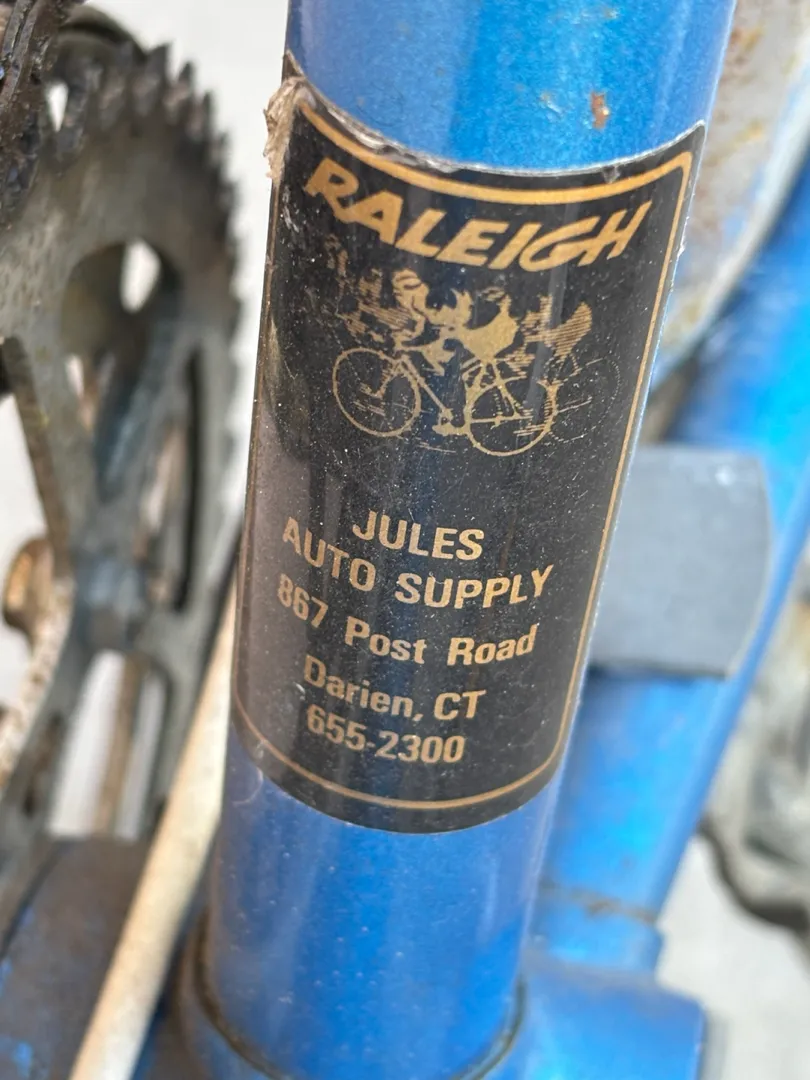 RALEIGH
JULES
AUTO SUPPLY
867 Post Road
Darien, CT
655-2300